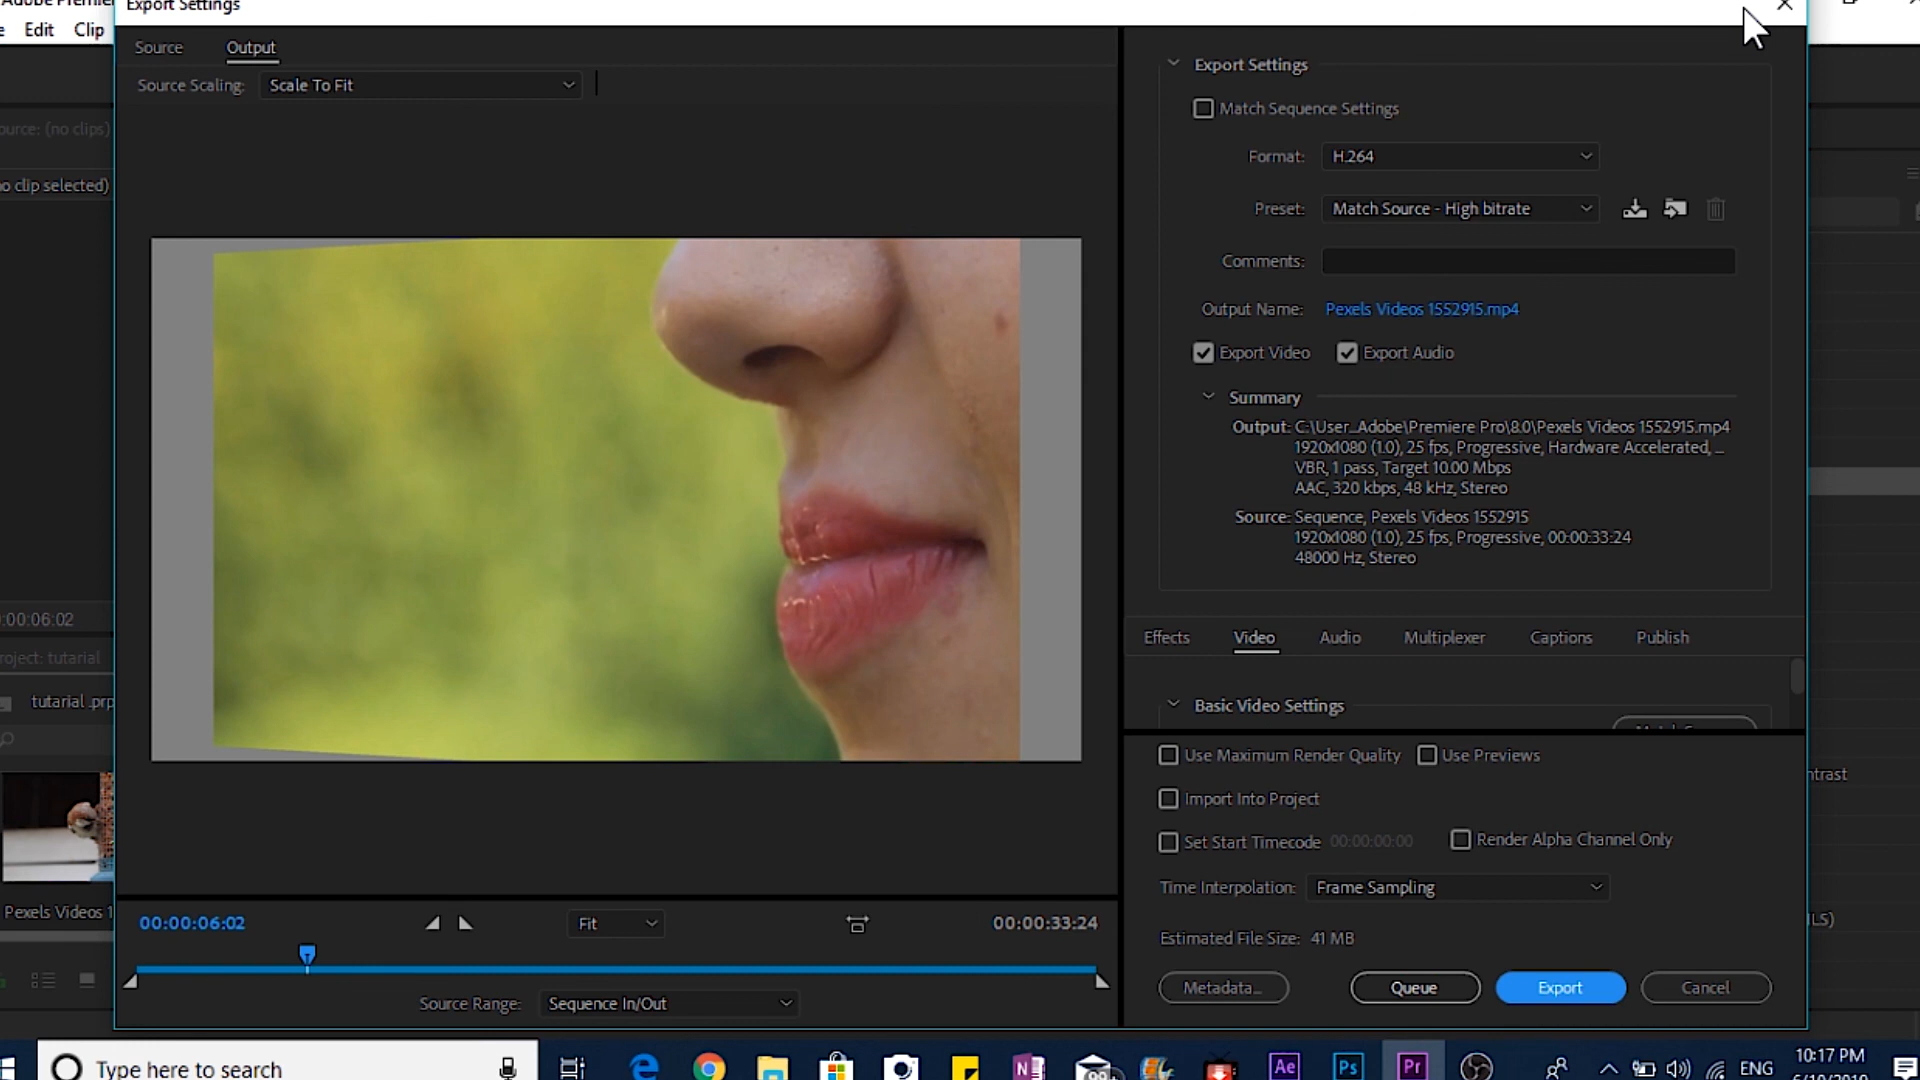 Export Settings
Edit Clip
Source Output
Source Scaling: Scale To Fit
Export Settings
Match Sequence Settings
(no clips)
Format: H.264
clip selected)
Preset: Match Source - High bitrate
Comments:
Output Name: Pexels Videos 1552915.mp4
Export Video Export Audio
Summary
Output: C:\User...Adobe\Premiere Pro\8.0\Pexels Videos 1552915.mp4
1920x1080 (1.0), 25 fps, Progressive, Hardware Accelerated, ...
VBR, 1 pass, Target 10.00 Mbps
AAC, 320 kbps, 48 kHz, Stereo
Source: Sequence, Pexels Videos 1552915
1920x1080 (1.0), 25 fps, Progressive, 00:00:33:24
48000 Hz, Stereo
:00:06:02
Effects Video Audio Multiplexer Captions Publish
roject: tutarial
tutarial .prp
Basic Video Settings
Use Maximum Render Quality Use Previews
ntrast
Import Into Project
Set Start Timecode 00:00:00:00 Render Alpha Channel Only
Time Interpolation: Frame Sampling
Pexels Videos 1
00:00:06:02 Fit 00:00:33:24
Estimated File Size: 41 MB
Metadata... Queue Export Cancel
Source Range: Sequence In/Out
Type here to search
Ae Ps Pr
ENG
10:17 PM